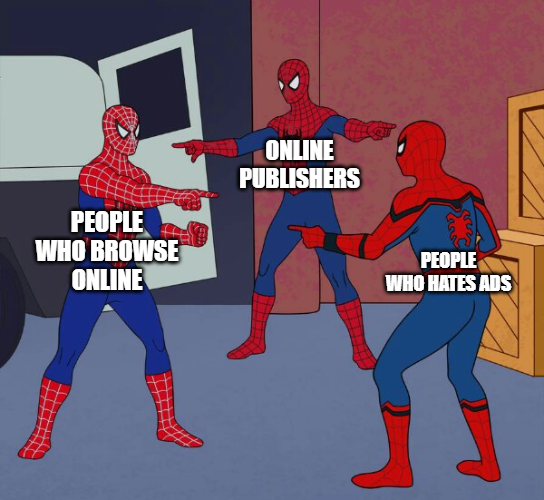 ONLINE
PUBLISHERS
PEOPLE
WHO BROWSE
ONLINE
PEOPLE
WHO HATES ADS